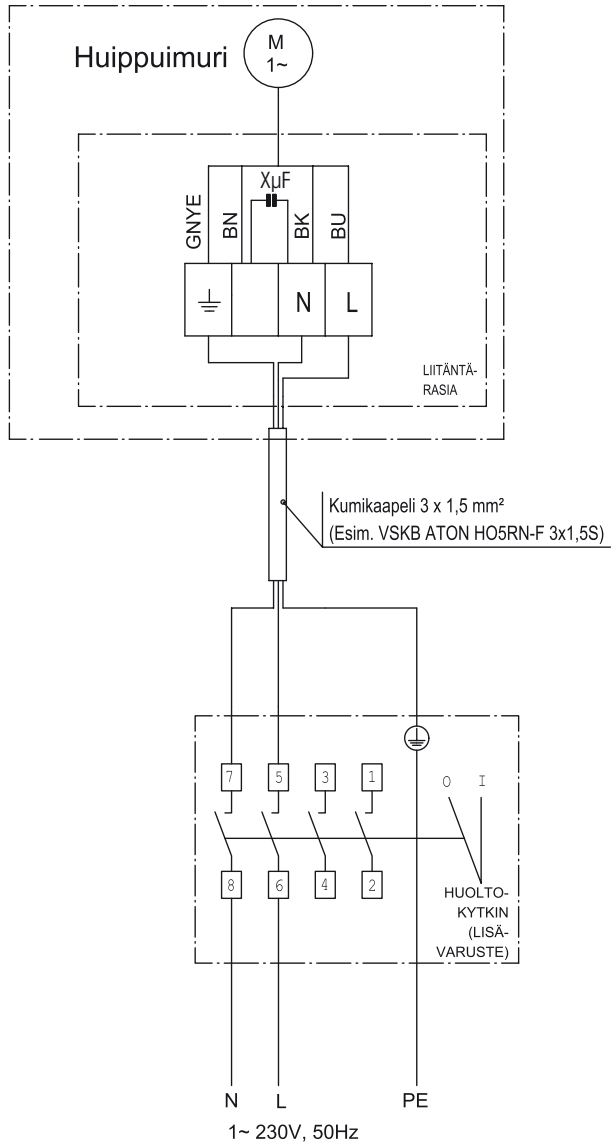 Huippuimuri
M
1~
XµF
GNYE
BN
BK
BU
N
L
LIITÄNTÄ-
RASIA
Kumikaapeli 3 x 1,5 mm²
(Esim. VSKB ATON HO5RN-F 3x1,5S)
7
5
3
1
O
I
8
6
4
2
HUOLTO-
KYTKIN
(LISÄ-
VARUSTE)
N
L
PE
1~ 230V, 50Hz